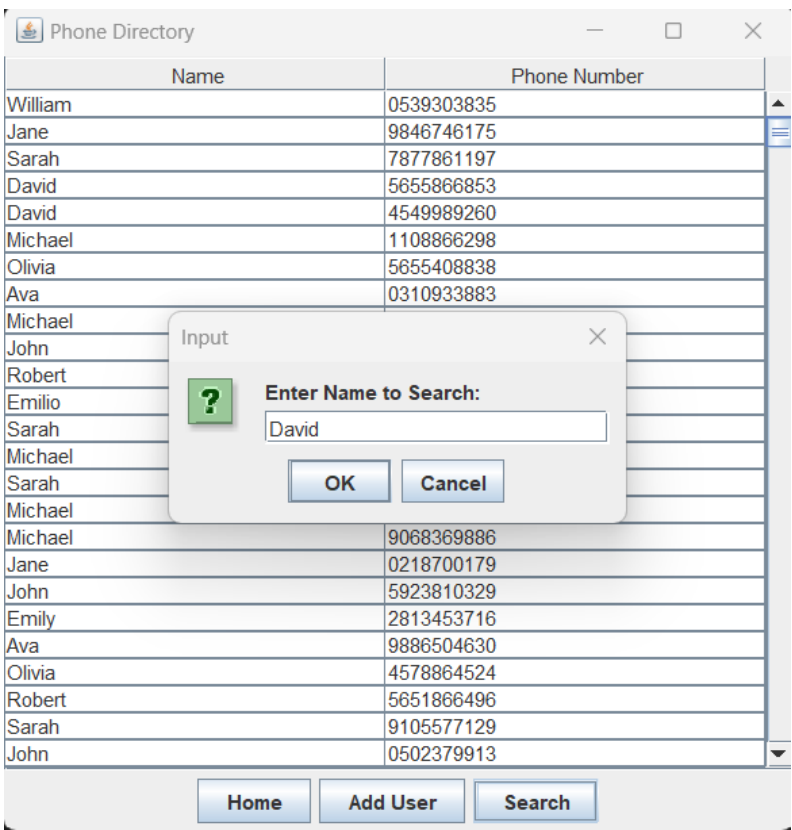 Phone Directory
Name Phone Number
William 0539303835
Jane 9846746175
Sarah 7877861197
David 5655866853
David 4549989260
Michael 1108866298
Olivia 5655408838
Ava 0310933883
Michael
John
Robert
Emilio
Sarah
Michael
Sarah
Michael
Input
Enter Name to Search:
David
OK Cancel
Michael 9068369886
Jane 0218700179
John 5923810329
Emily 2813453716
Ava 9886504630
Olivia 4578864524
Robert 5651866496
Sarah 9105577129
John 0502379913
Home Add User Search